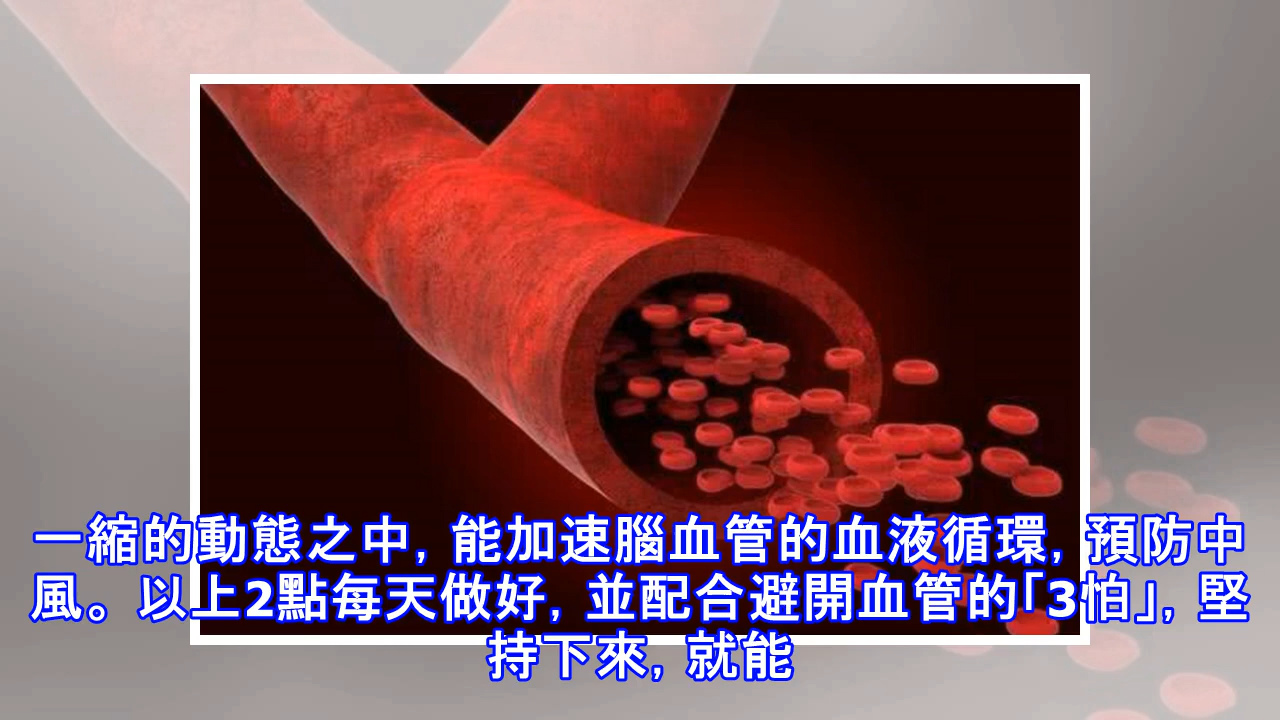 一縮的動態之中, 能加速腦血管的血液循環, 預防中
風。以上2點每天做好, 並配合避開血管的「3怕」, 堅
持下來, 就能